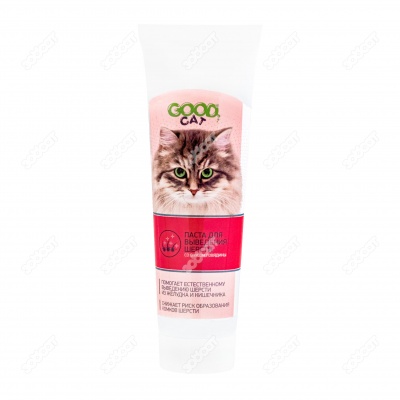 GOOD
CAT
ПАСТА ДЛЯ
ВЫВЕДЕНИЯ
ШЕРСТИ
ПОМОГАЕТ ЕСТЕСТВЕННОМУ
ВЫВЕДЕНИЮ ШЕРСТИ
ИЗ ЖЕЛУДКА И КИШЕЧНИКА
СНИЖАЕТ РИСК ОБРАЗОВАНИЯ
КОМКОВ ШЕРСТИ